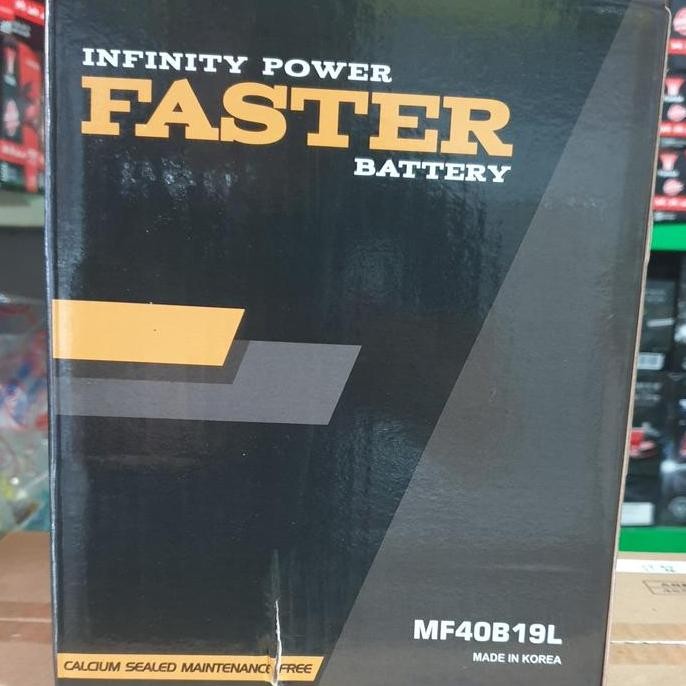 INFINITY POWER
FASTER
BATTERY
MF40B19L
MADE IN KOREA
CALCIUM SEALED MAINTENANCE FREE